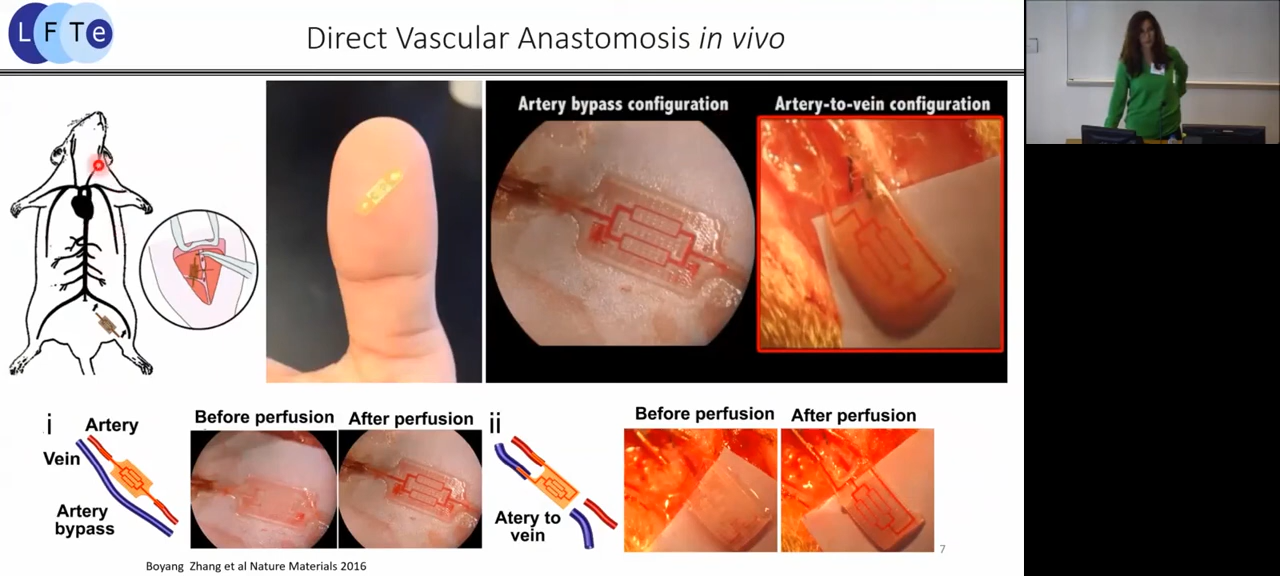 L F T e
Direct Vascular Anastomosis in vivo
Artery bypass configuration
Artery-to-vein configuration
i
Artery
Vein
Artery
bypass
Before perfusion
After perfusion
ii
Atery to
vein
Before perfusion
After perfusion
7
Boyang Zhang et al Nature Materials 2016